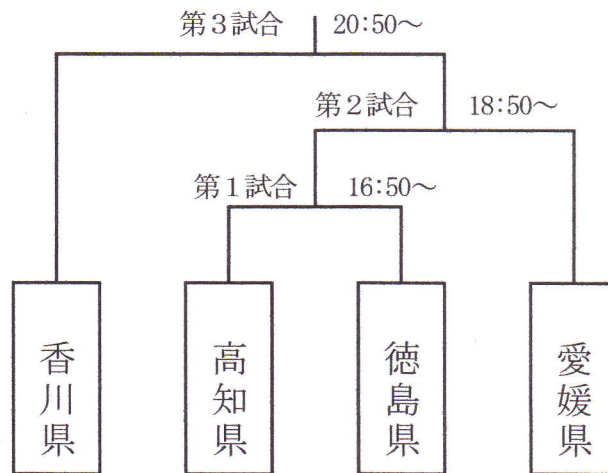 第3試合 20:50～
第2試合 18:50～
第1試合 16:50～
香川県
高知県
徳島県
愛媛県